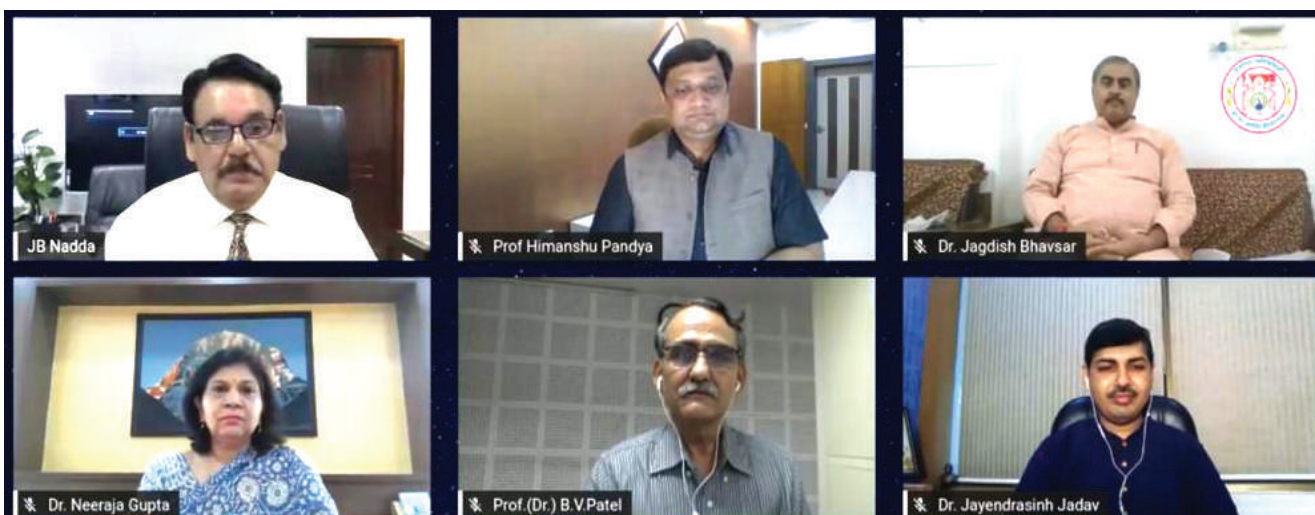 JB Nadda
Prof Himanshu Pandya
Dr. Jagdish Bhavsar
Dr. Neeraja Gupta
Prof.(Dr.) B.V.Patel
Dr. Jayendrasinh Jadav